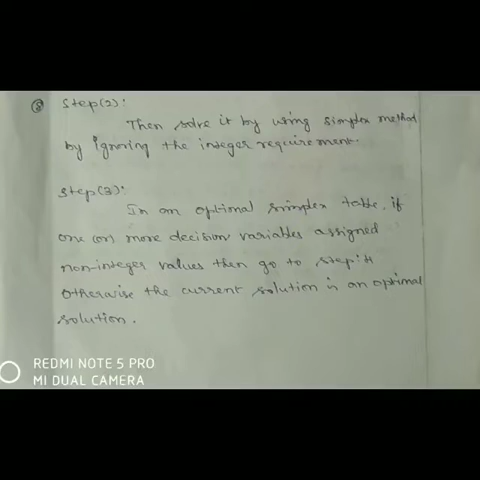 ⑧ Step(2):
Then solve it by using simplex method
by ignoring the integer requirement.
Step(3):
In an optimal simplex table, if
one (or) more decision variables assigned
non-integer values then go to step:4
Otherwise the current solution is an optimal
solution.
REDMI NOTE 5 PRO
MI DUAL CAMERA